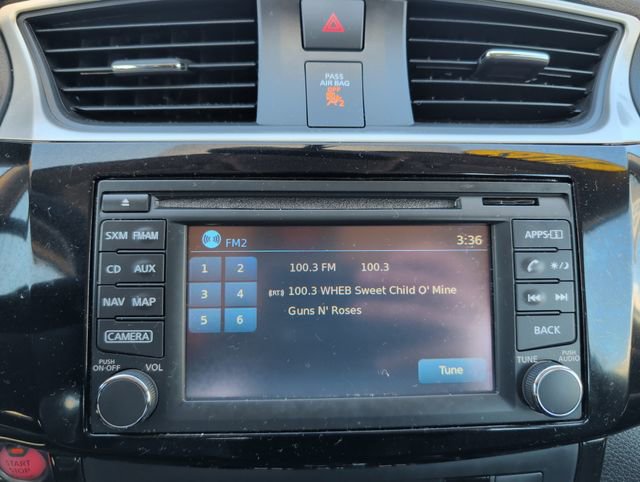 PASS
AIR BAG
OFF
2
SXM FM·AM
CD AUX
NAV MAP
CAMERA
PUSH
ON·OFF VOL
FM2 3:36
1 2 100.3 FM 100.3
3 4 ((RT)) 100.3 WHEB Sweet Child O' Mine
5 6 Guns N' Roses
Tune
APPS·i
BACK
TUNE PUSH
AUDIO
START
STOP